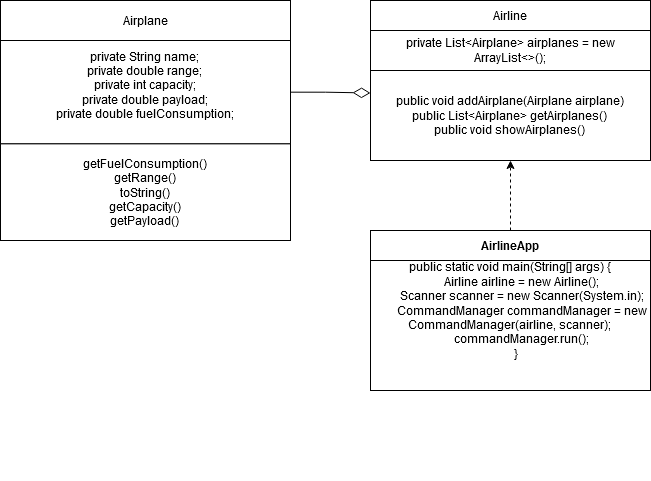 Airplane
private String name;
private double range;
private int capacity;
private double payload;
private double fuelConsumption;
getFuelConsumption()
getRange()
toString()
getCapacity()
getPayload()
Airline
private List<Airplane> airplanes = new
ArrayList<>();
public void addAirplane(Airplane airplane)
public List<Airplane> getAirplanes()
public void showAirplanes()
AirlineApp
public static void main(String[] args) {
Airline airline = new Airline();
Scanner scanner = new Scanner(System.in);
CommandManager commandManager = new
CommandManager(airline, scanner);
commandManager.run();
}